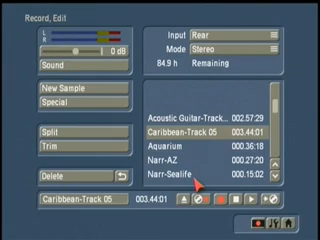 Record, Edit
L
R
0 dB
Sound
New Sample
Special
Split
Trim
Delete
Input Rear
Mode Stereo
84.9 h Remaining
Acoustic Guitar-Track... 002.57:29
Caribbean-Track 05 003.44:01
Aquarium 000.36:18
Narr-AZ 000.27:20
Narr-Sealife 000.15:02
Caribbean-Track 05 003.44:01